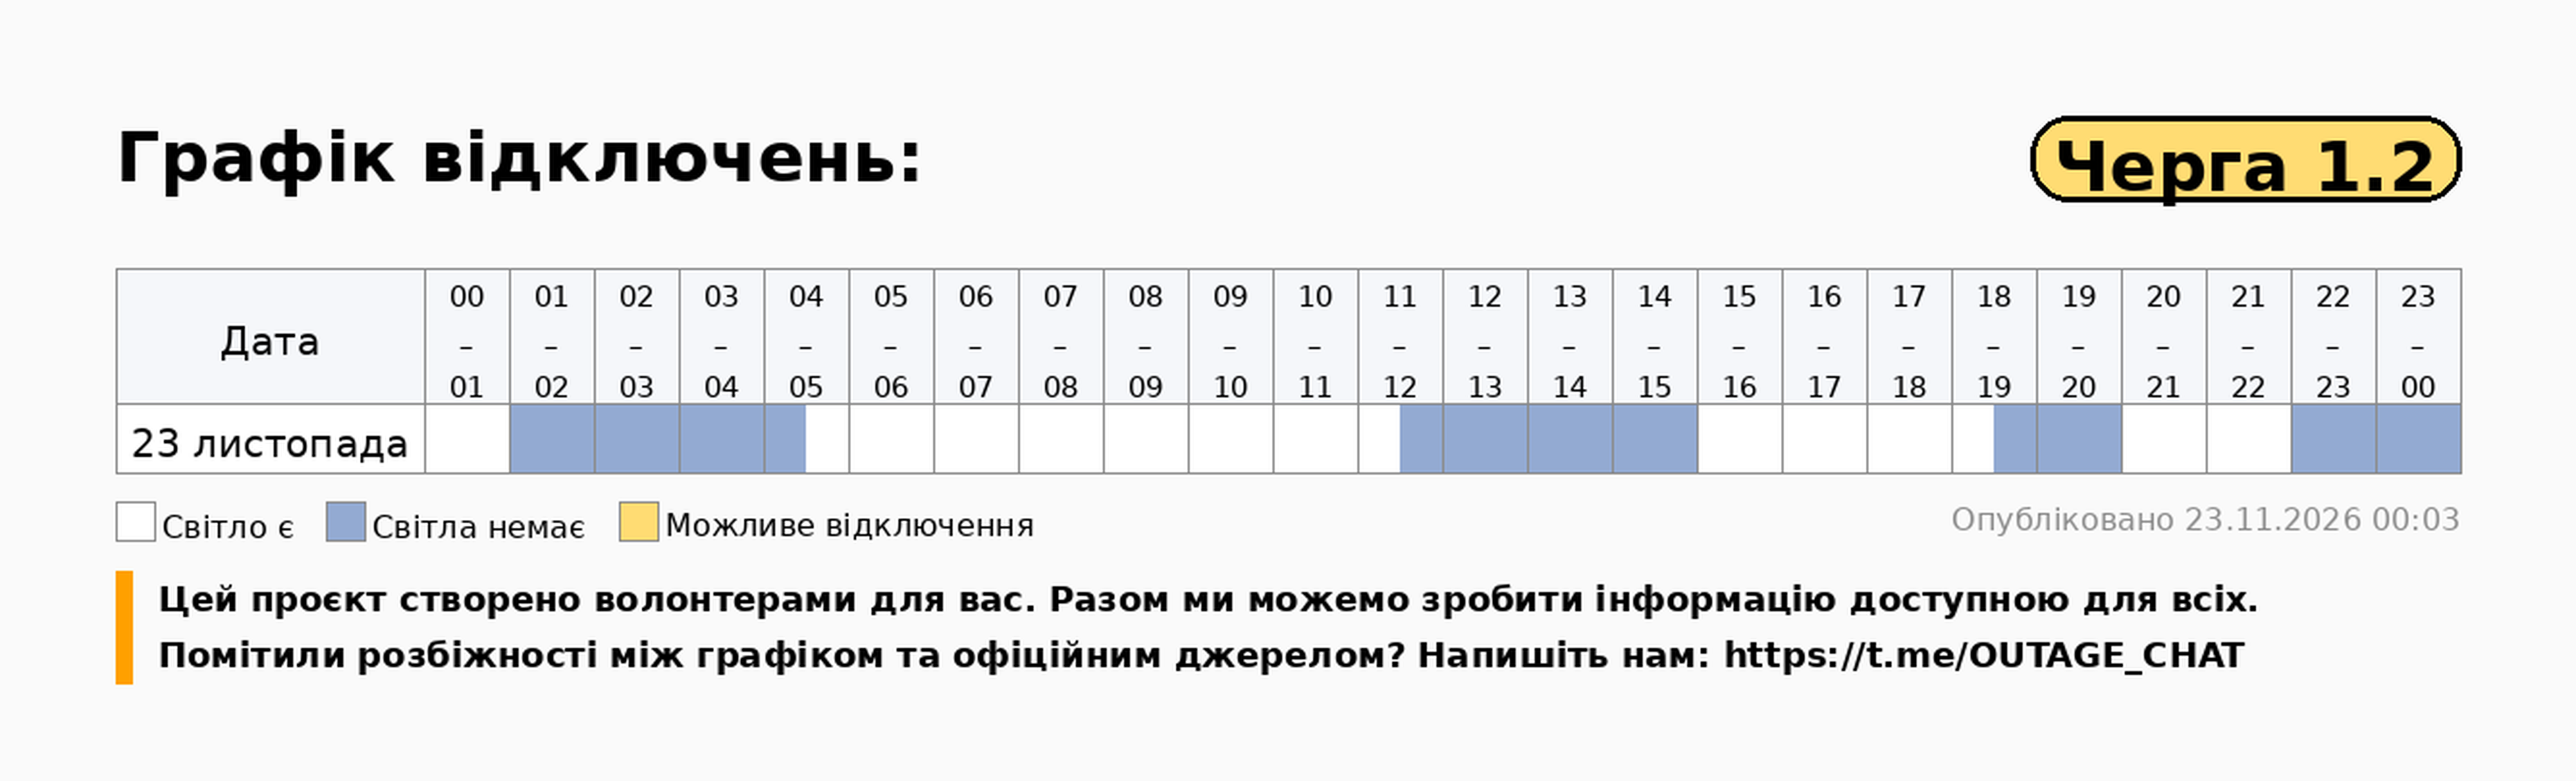 Графік відключень:
Черга 1.2
Дата 00 – 01 01 – 02 02 – 03 03 – 04 04 – 05 05 – 06 06 – 07 07 – 08 08 – 09 09 – 10 10 – 11 11 – 12 12 – 13 13 – 14 14 – 15 15 – 16 16 – 17 17 – 18 18 – 19 19 – 20 20 – 21 21 – 22 22 – 23 23 – 00
23 листопада
Світло є Світла немає Можливе відключення
Опубліковано 23.11.2026 00:03
Цей проєкт створено волонтерами для вас. Разом ми можемо зробити інформацію доступною для всіх.
Помітили розбіжності між графіком та офіційним джерелом? Напишіть нам: https://t.me/OUTAGE_CHAT